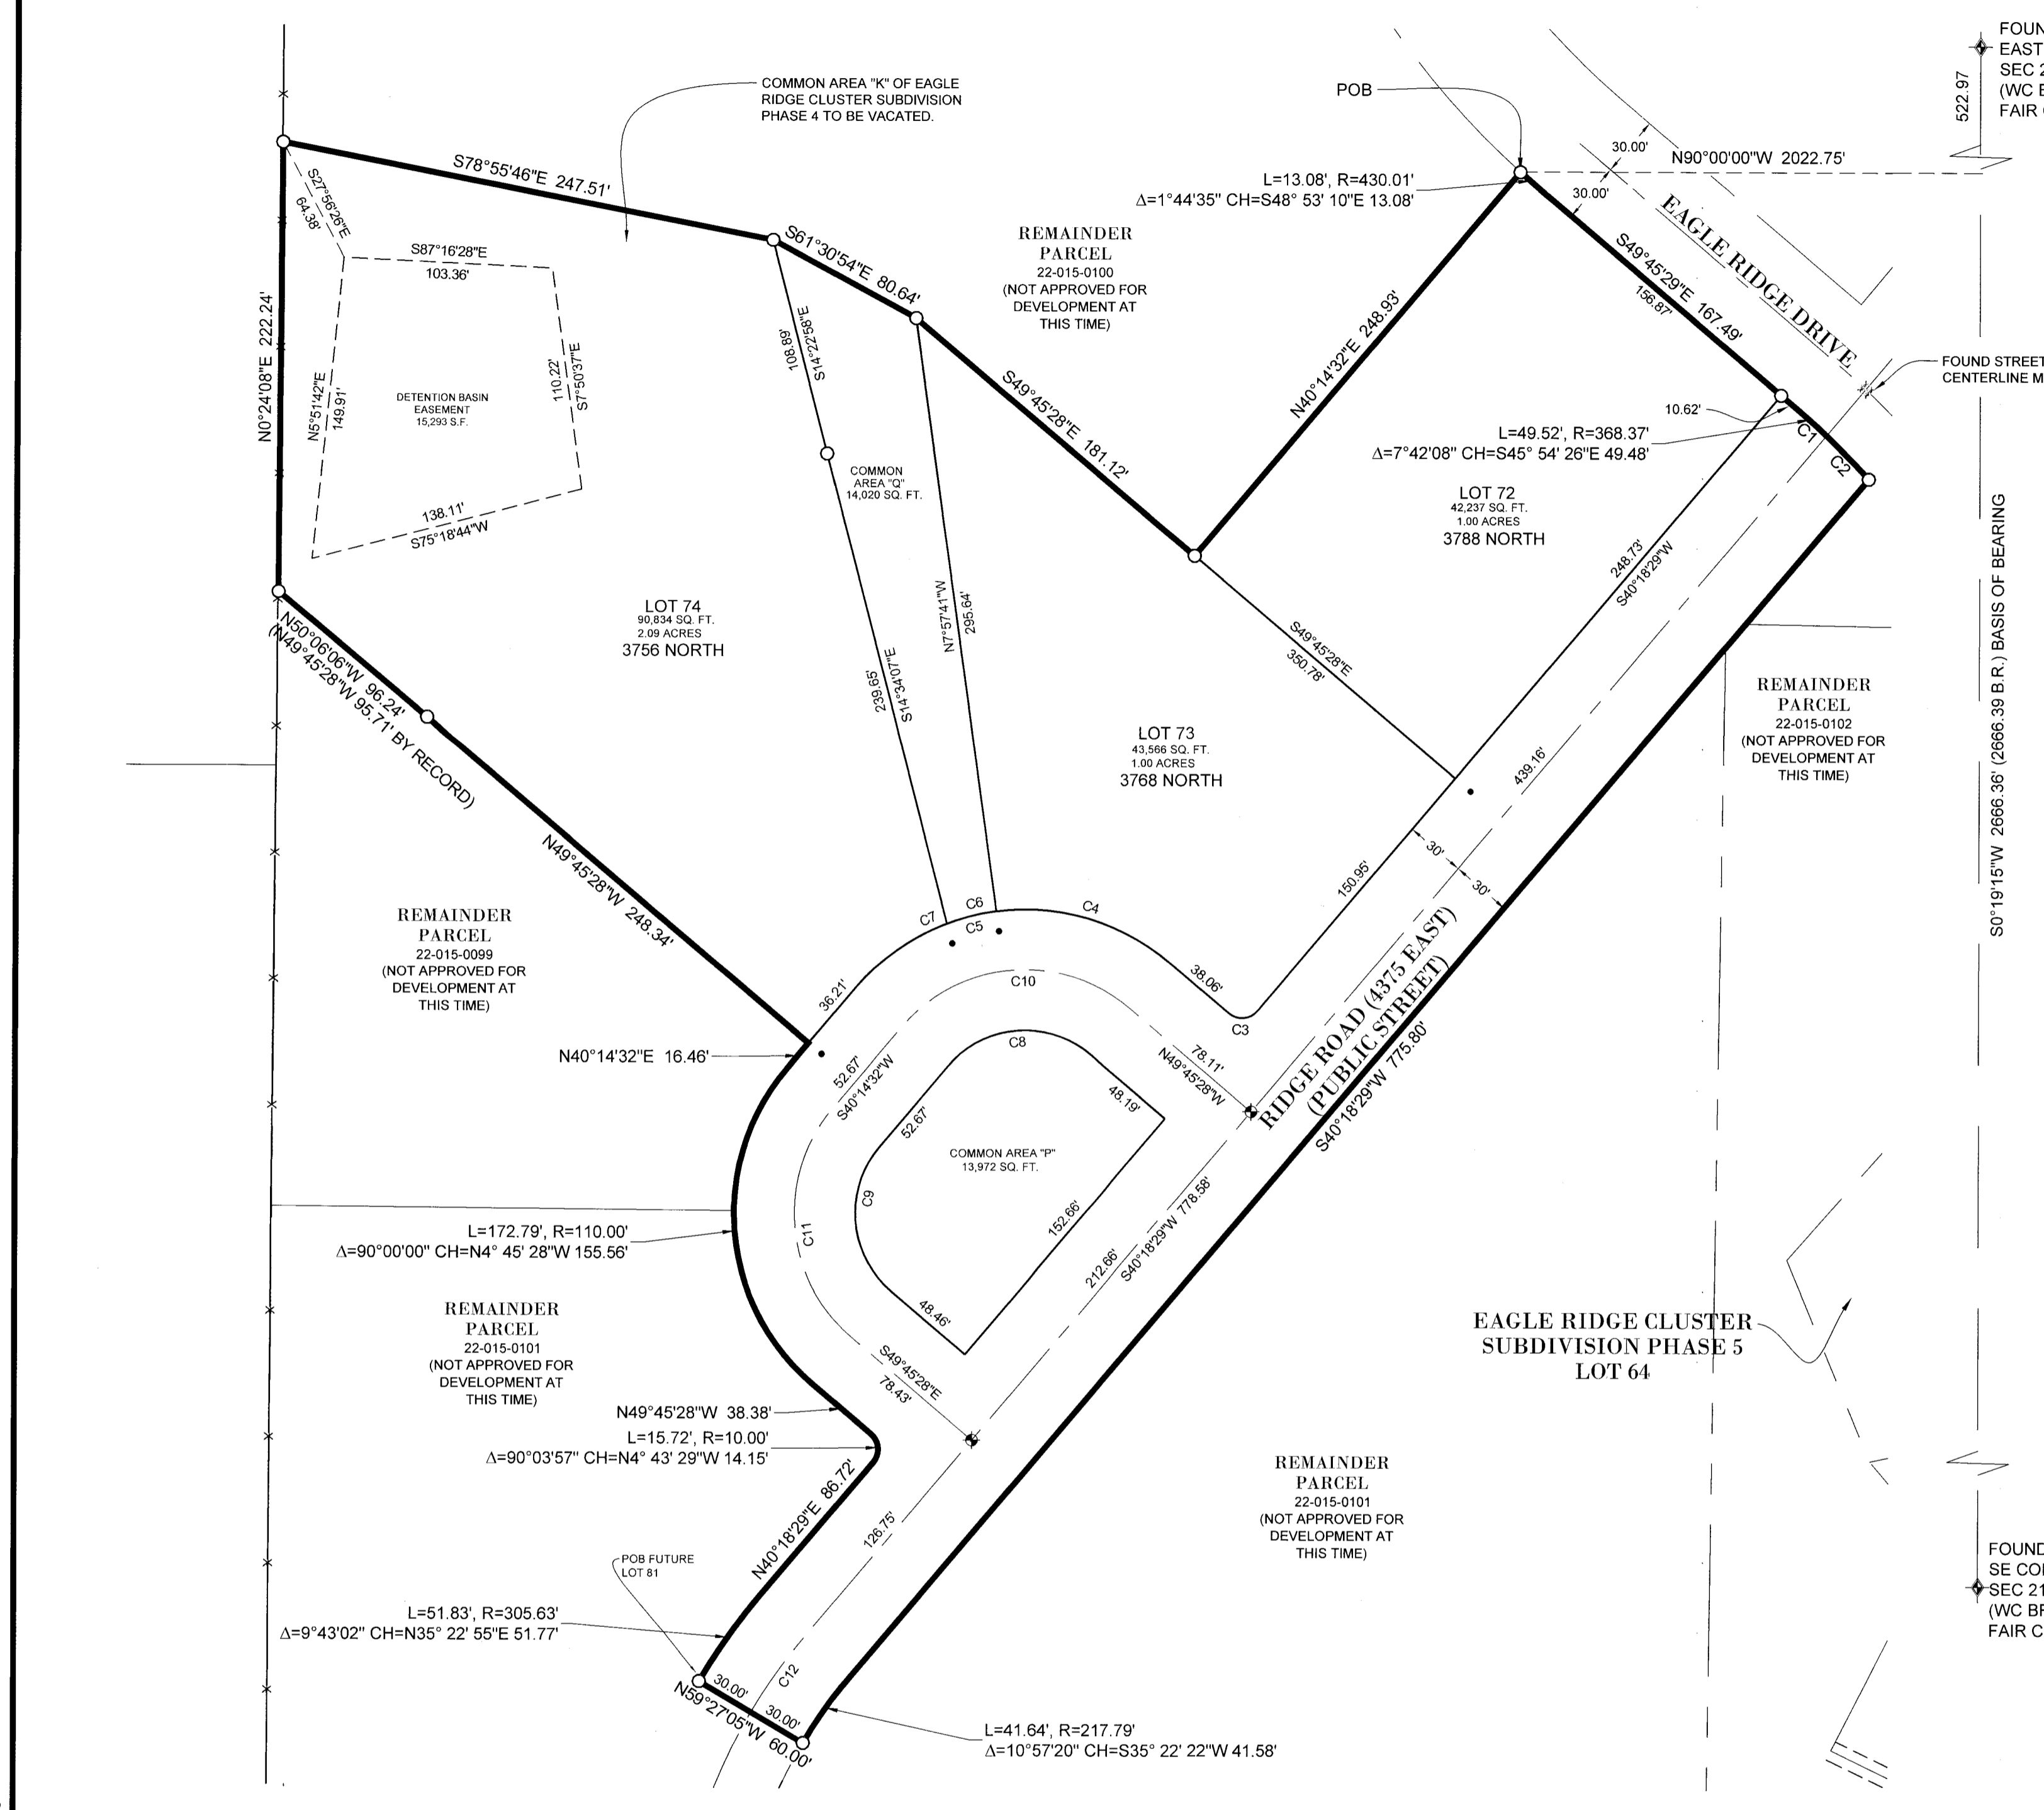 COMMON AREA "K" OF EAGLE
RIDGE CLUSTER SUBDIVISION
PHASE 4 TO BE VACATED.
POB
FOUN
EAST
SEC 2
(WC B
FAIR
522.97
30.00'
N90°00'00"W 2022.75'
30.00'
L=13.08', R=430.01'
Δ=1°44'35" CH=S48° 53' 10"E 13.08'
S78°55'46"E 247.51'
S27°56'26"E
64.38'
S87°16'28"E
103.36'
S61°30'54"E 80.64'
REMAINDER
PARCEL
22-015-0100
(NOT APPROVED FOR
DEVELOPMENT AT
THIS TIME)
EAGLE RIDGE DRIVE
S49°45'29"E 167.49'
156.87'
N0°24'08"E 222.24'
N5°51'42"E
149.91'
DETENTION BASIN
EASEMENT
15,293 S.F.
110.22'
S7°50'37"E
108.89'
S14°22'58"E
S49°45'28"E 181.12'
N40°14'32"E 248.93'
FOUND STREET
CENTERLINE M
10.62'
C1
C2
L=49.52', R=368.37'
Δ=7°42'08" CH=S45° 54' 26"E 49.48'
138.11'
S75°18'44"W
COMMON
AREA "Q"
14,020 SQ. FT.
LOT 72
42,237 SQ. FT.
1.00 ACRES
3788 NORTH
248.73'
S40°18'29"W
LOT 74
90,834 SQ. FT.
2.09 ACRES
3756 NORTH
N7°57'41"W
295.64'
239.65'
S14°34'07"E
S49°45'28"E
350.78'
N50°06'06"W 96.24'
(N49°45'28"W 95.71' BY RECORD)
REMAINDER
PARCEL
22-015-0102
(NOT APPROVED FOR
DEVELOPMENT AT
THIS TIME)
S0°19'15"W 2666.36' (2666.39 B.R.) BASIS OF BEARING
LOT 73
43,566 SQ. FT.
1.00 ACRES
3768 NORTH
439.16'
N49°45'28"W 248.34'
30'
30'
150.95'
REMAINDER
PARCEL
22-015-0099
(NOT APPROVED FOR
DEVELOPMENT AT
THIS TIME)
C7
C6
C5
C4
C10
36.21'
38.06'
C3
RIDGE ROAD (4375 EAST)
(PUBLIC STREET)
S40°18'29"W 775.80'
N40°14'32"E 16.46'
52.67'
S40°14'32"W
C8
78.11'
N49°45'28"W
48.19'
52.67'
COMMON AREA "P"
13,972 SQ. FT.
C9
C11
152.66'
212.66'
S40°18'29"W 778.58'
L=172.79', R=110.00'
Δ=90°00'00" CH=N4° 45' 28"W 155.56'
REMAINDER
PARCEL
22-015-0101
(NOT APPROVED FOR
DEVELOPMENT AT
THIS TIME)
48.46'
S49°45'28"E
78.43'
EAGLE RIDGE CLUSTER
SUBDIVISION PHASE 5
LOT 64
N49°45'28"W 38.38'
L=15.72', R=10.00'
Δ=90°03'57" CH=N4° 43' 29"W 14.15'
N40°18'29"E 86.72'
126.75'
REMAINDER
PARCEL
22-015-0101
(NOT APPROVED FOR
DEVELOPMENT AT
THIS TIME)
POB FUTURE
LOT 81
FOUND
SE CO
SEC 21
(WC B
FAIR C
L=51.83', R=305.63'
Δ=9°43'02" CH=N35° 22' 55"E 51.77'
30.00'
30.00'
C12
N59°27'05"W 60.00'
L=41.64', R=217.79'
Δ=10°57'20" CH=S35° 22' 22"W 41.58'